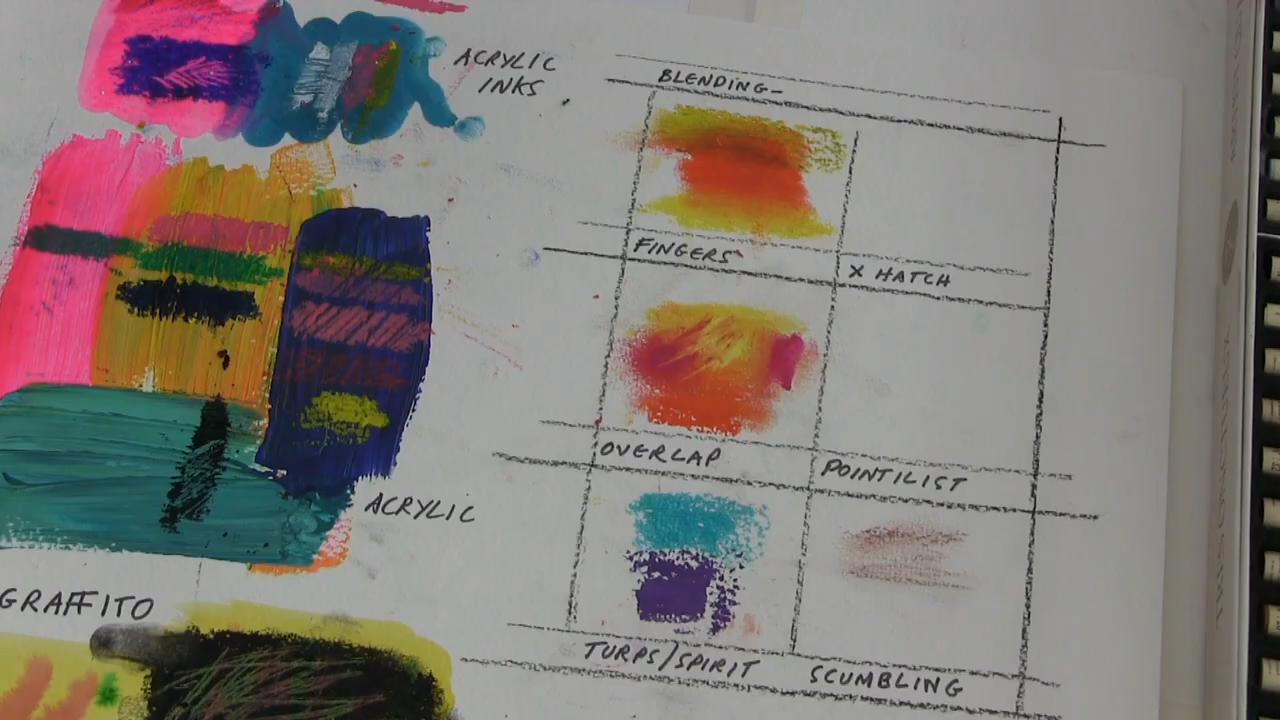 ACRYLIC
INKS
BLENDING-
FINGERS
X HATCH
OVERLAP
POINTILIST
ACRYLIC
GRAFFITO
TURPS/SPIRIT
SCUMBLING